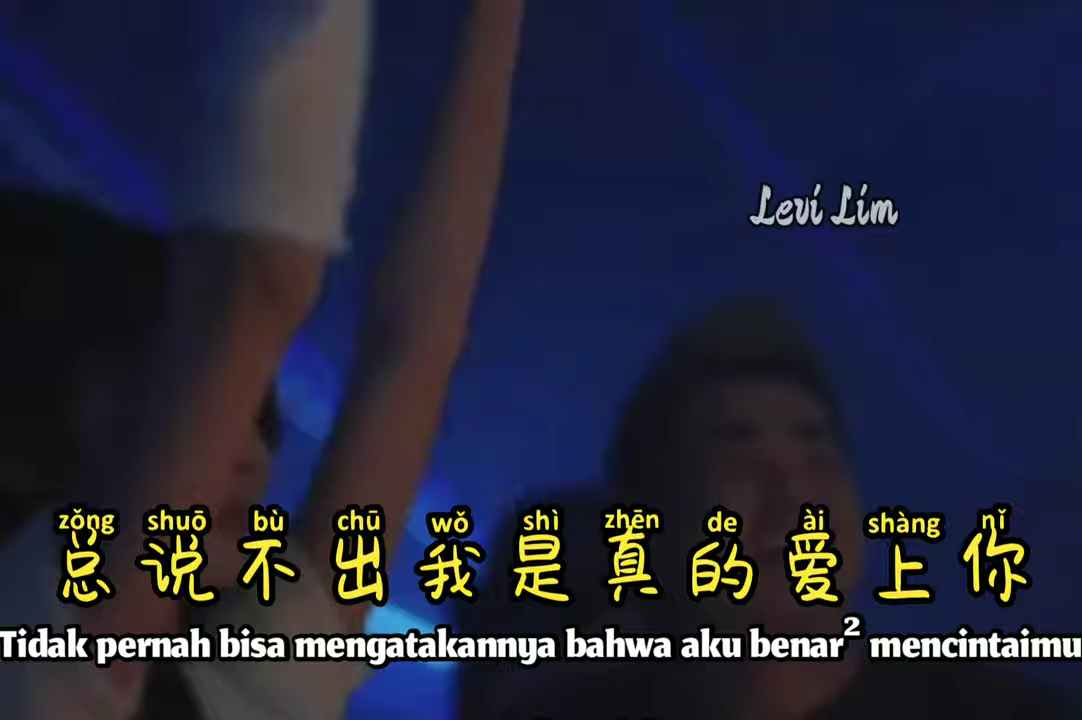 Levi Lim
zǒng shuō bù chū wǒ shì zhēn de ài shàng nǐ
总说不出我是真的爱上你
Tidak pernah bisa mengatakannya bahwa aku benar² mencintaimu